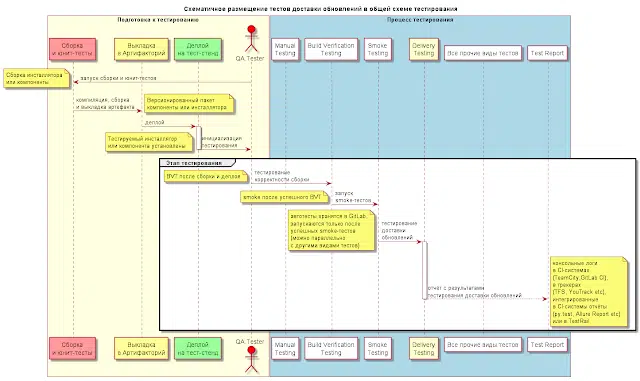 Схематичное размещение тестов доставки обновлений в общей схеме тестирования
Подготовка к тестированию
Процесс тестирования
Сборка
и юнит-тесты
Выкладка
в Артифакторий
Деплой
на тест-стенд
QA.Tester
Manual
Testing
Build Verification
Testing
Smoke
Testing
Delivery
Testing
Все прочие виды тестов
Test Report
Сборка инсталлятора
или компоненты
запуск сборки и юнит-тестов
компиляция, сборка
и выкладка артефакта
Версионированный пакет
компоненты или инсталлятора
деплой
Тестируемый инсталлятор
или компонента установлены
инициализация
тестирования
Этап тестирования
BVT после сборки и деплоя
тестирование
корректности сборки
smoke после успешного BVT
запуск
smoke-тестов
автотесты хранятся в GitLab,
запускаются только после
успешных smoke-тестов
(можно параллельно
с другими видами тестов)
тестирование
доставки
обновлений
отчёт с результатами
тестирования доставки обновлений
консольные логи
в CI-системах
(TeamCity, GitLab CI),
в трекерах
(TFS, YouTrack etc),
интегрированные
в CI-системы отчёты
(py.test, Allure Report etc)
или в TestRail
Сборка
и юнит-тесты
Выкладка
в Артифакторий
Деплой
на тест-стенд
QA.Tester
Manual
Testing
Build Verification
Testing
Smoke
Testing
Delivery
Testing
Все прочие виды тестов
Test Report